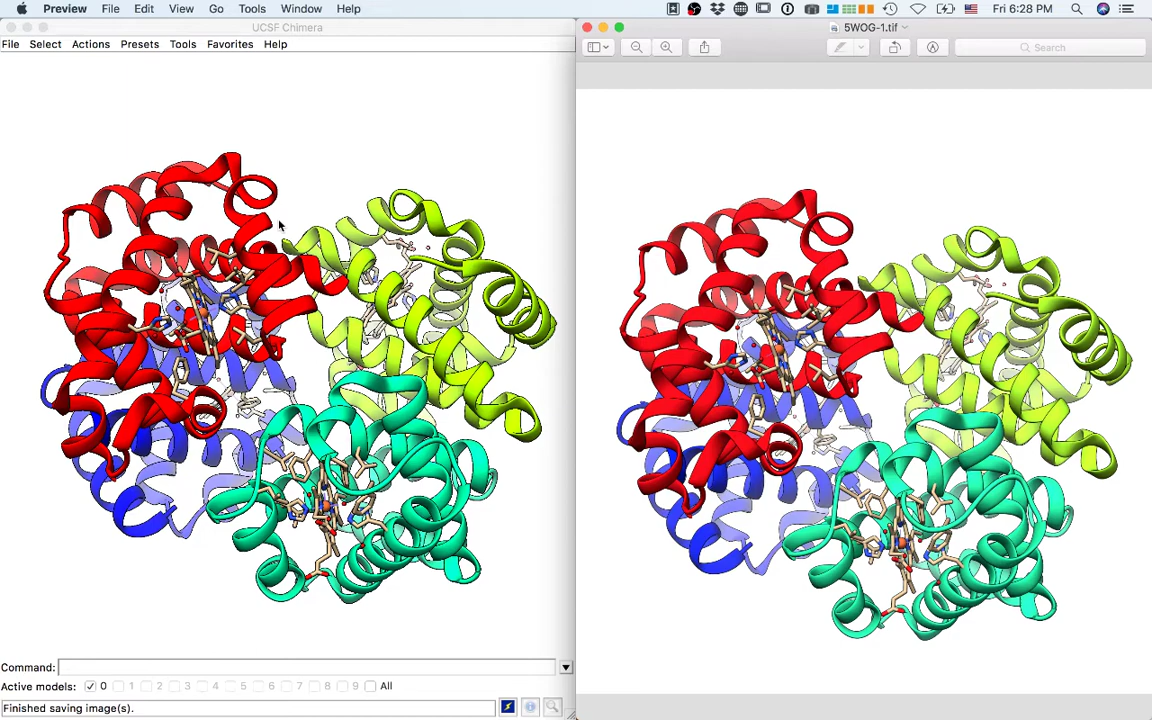 Preview File Edit View Go Tools Window Help Fri 6:28 PM
UCSF Chimera
File Select Actions Presets Tools Favorites Help
5WOG-1.tif
Search
Command:
Active models: 0 1 2 3 4 5 6 7 8 9 All
Finished saving image(s).